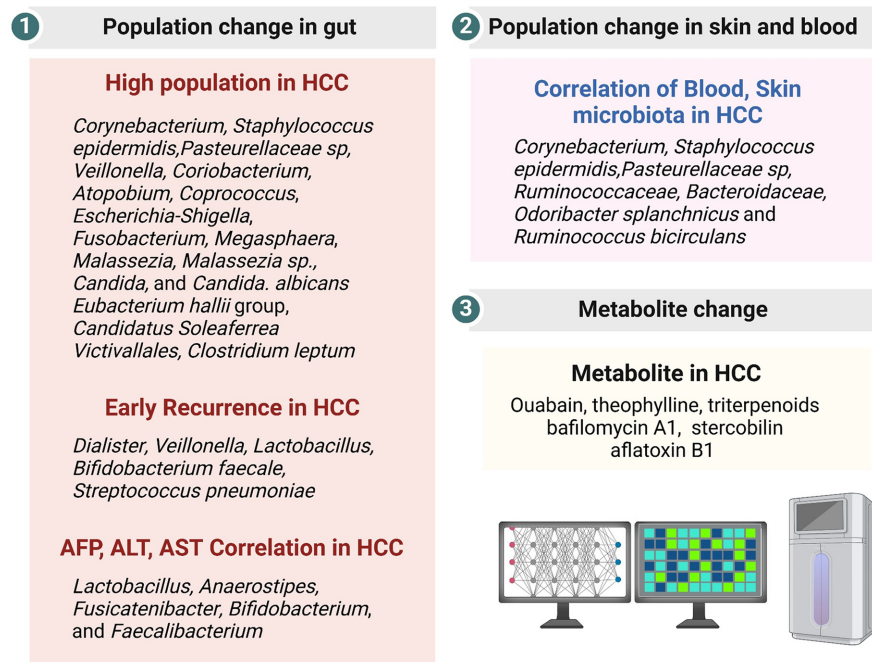 1 Population change in gut
High population in HCC
Corynebacterium, Staphylococcus
epidermidis,Pasteurellaceae sp,
Veillonella, Coriobacterium,
Atopobium, Coprococcus,
Escherichia-Shigella,
Fusobacterium, Megasphaera,
Malassezia, Malassezia sp.,
Candida, and Candida. albicans
Eubacterium hallii group,
Candidatus Soleaferrea
Victivallales, Clostridium leptum
Early Recurrence in HCC
Dialister, Veillonella, Lactobacillus,
Bifidobacterium faecale,
Streptococcus pneumoniae
AFP, ALT, AST Correlation in HCC
Lactobacillus, Anaerostipes,
Fusicatenibacter, Bifidobacterium,
and Faecalibacterium
2 Population change in skin and blood
Correlation of Blood, Skin
microbiota in HCC
Corynebacterium, Staphylococcus
epidermidis,Pasteurellaceae sp,
Ruminococcaceae, Bacteroidaceae,
Odoribacter splanchnicus and
Ruminococcus bicirculans
3 Metabolite change
Metabolite in HCC
Ouabain, theophylline, triterpenoids
bafilomycin A1, stercobilin
aflatoxin B1